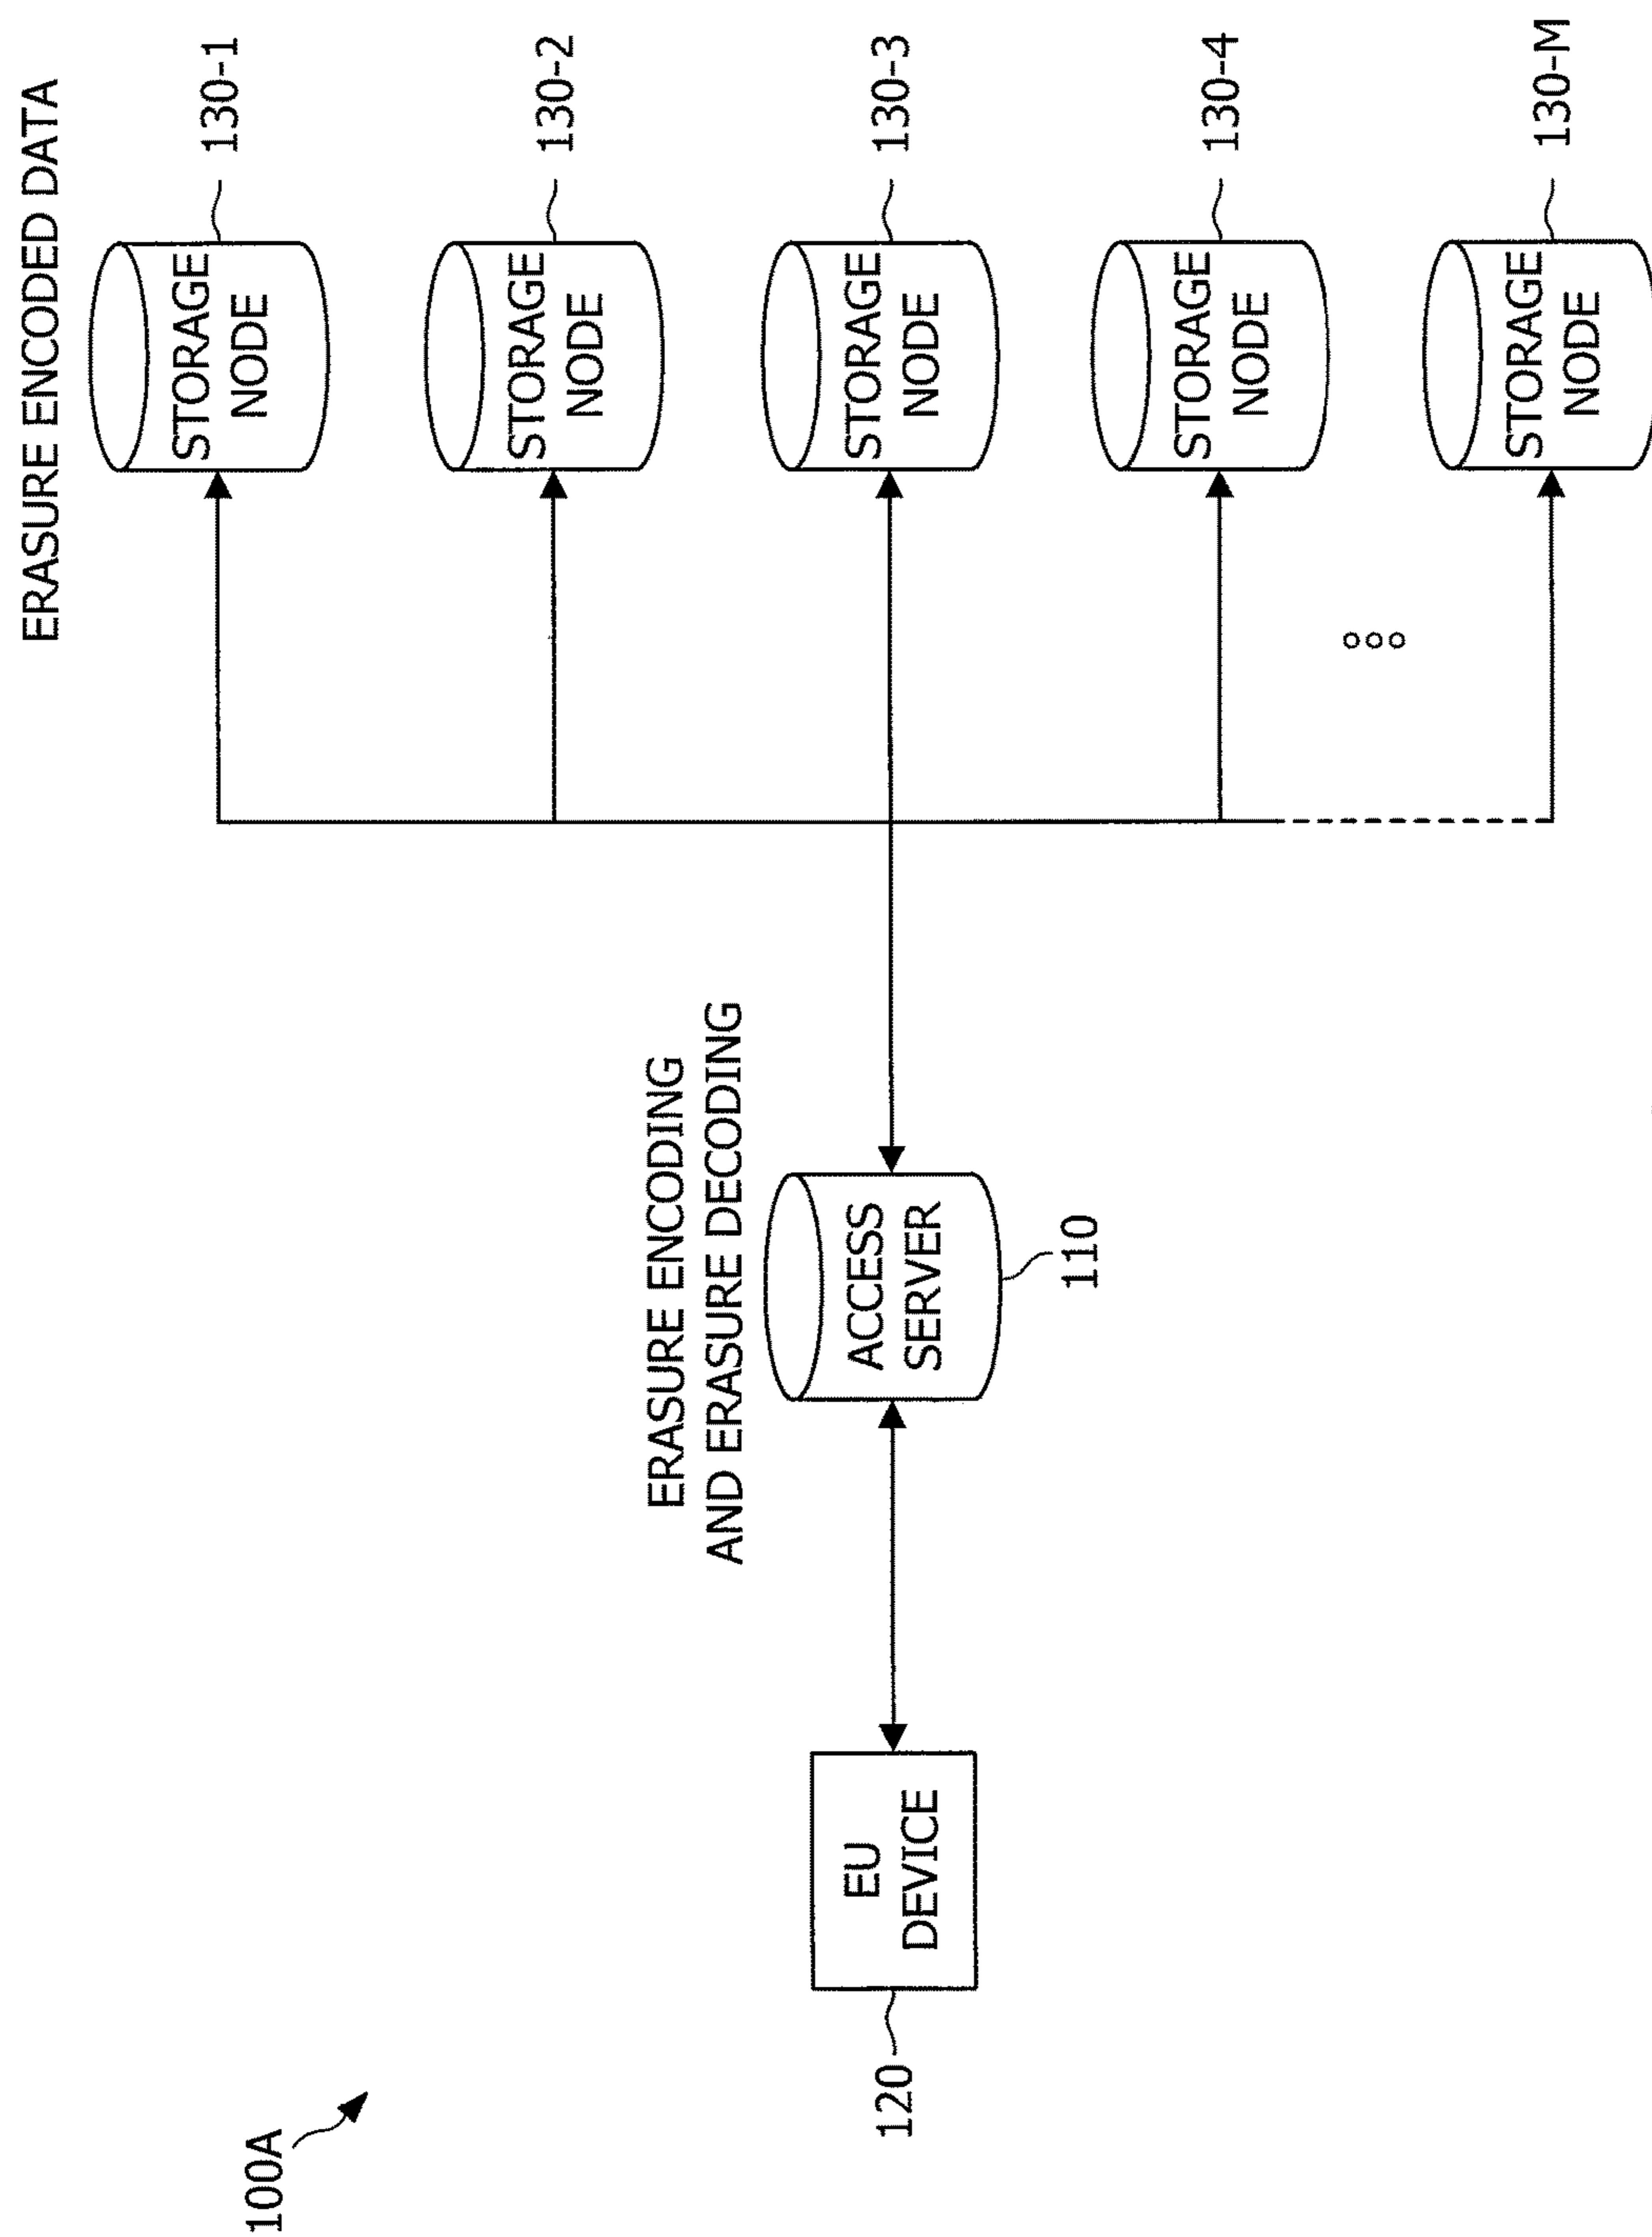 100A
ERASURE ENCODED DATA
ERASURE ENCODING
AND ERASURE DECODING
STORAGE
NODE
130-1
STORAGE
NODE
130-2
120
EU
DEVICE
ACCESS
SERVER
110
STORAGE
NODE
130-3
STORAGE
NODE
130-4
STORAGE
NODE
130-M